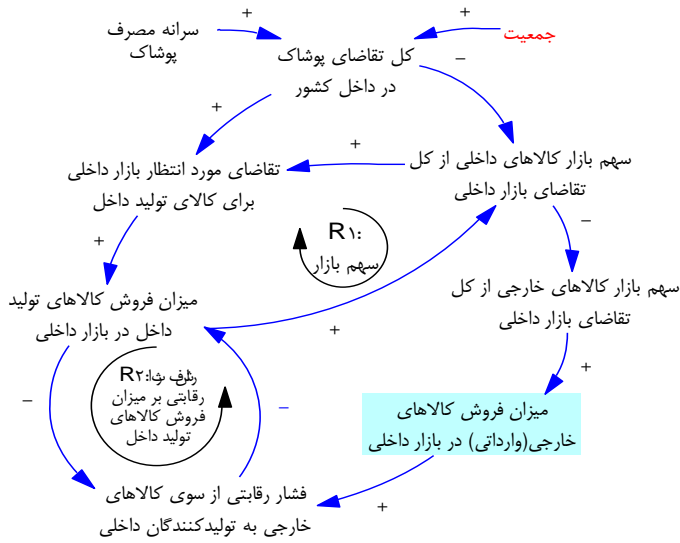 سرانه مصرف
پوشاک
+
جمعیت
+
کل تقاضای پوشاک
در داخل کشور
–
+
سهم بازار کالاهای داخلی از کل
تقاضای بازار داخلی
+
تقاضای مورد انتظار بازار داخلی
برای کالای تولید داخل
R۱:
سهم بازار
–
+
سهم بازار کالاهای خارجی از کل
تقاضای بازار داخلی
میزان فروش کالاهای تولید
داخل در بازار داخلی
+
+
R۲:
رقابتی بر میزان
فروش کالاهای
تولید داخل
–
–
میزان فروش کالاهای
خارجی(وارداتی) در بازار داخلی
فشار رقابتی از سوی کالاهای
خارجی به تولیدکنندگان داخلی
+